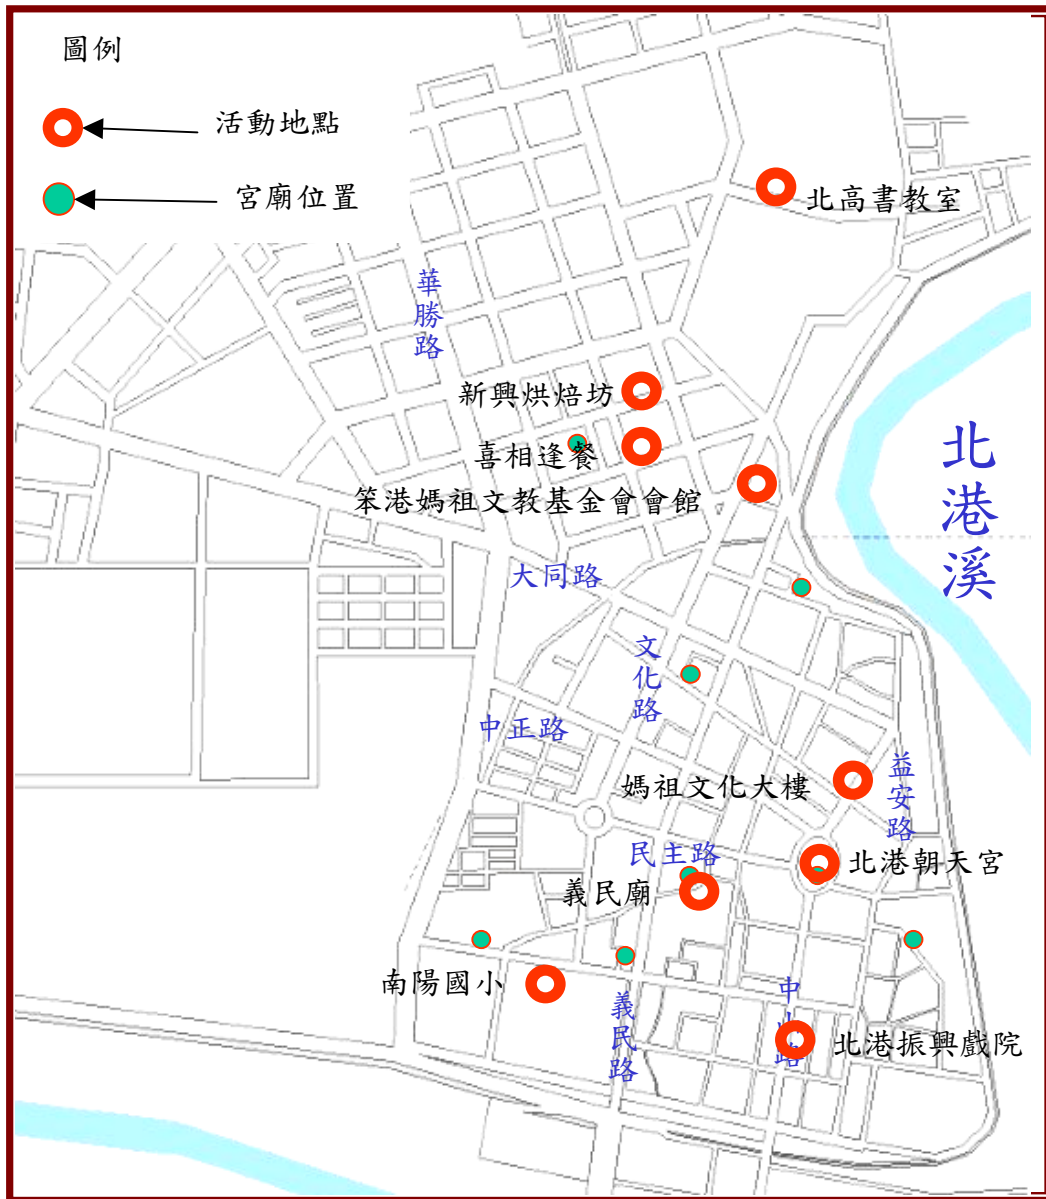 圖例
活動地點
宮廟位置
北高書教室
華勝路
新興烘焙坊
喜相逢餐
笨港媽祖文教基金會會館
北港溪
大同路
文化路
中正路
媽祖文化大樓
益安路
民主路
北港朝天宮
義民廟
南陽國小
義民路
中山路
北港振興戲院